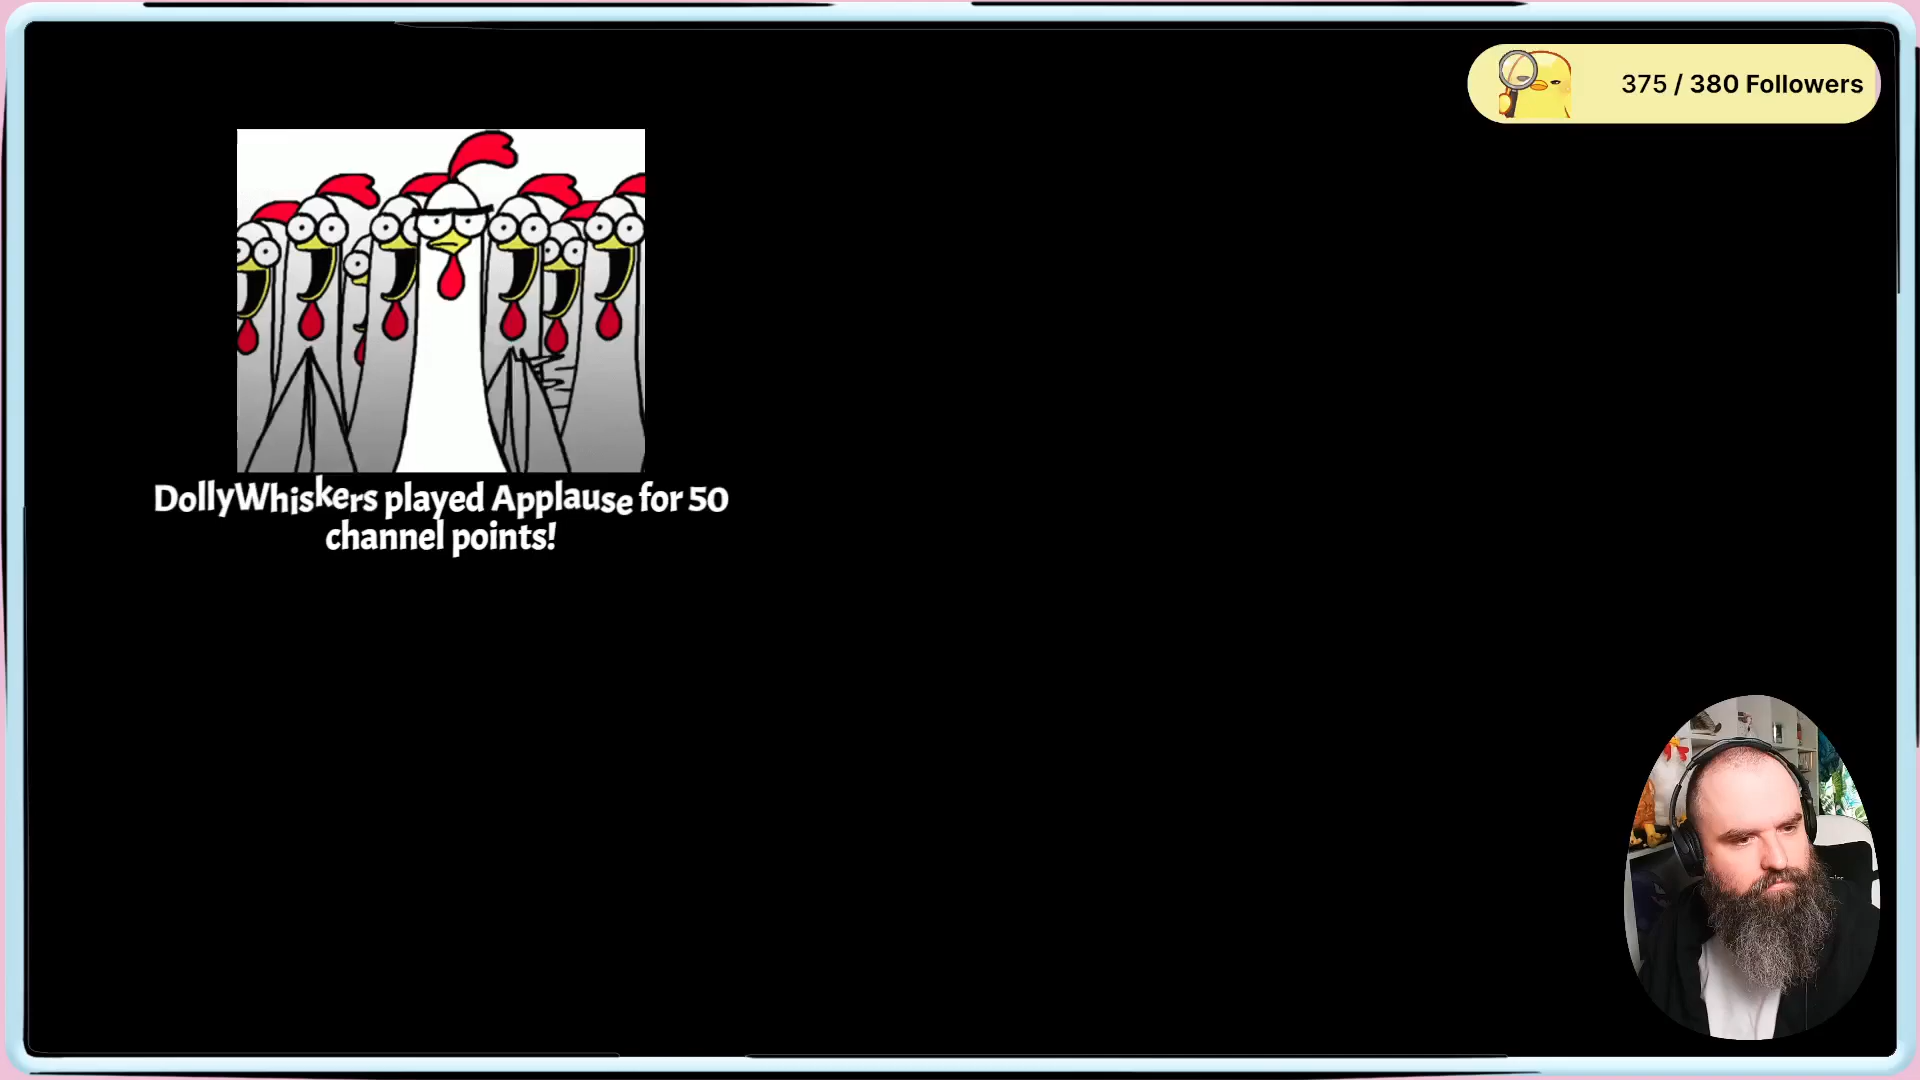 375 / 380 Followers
DollyWhiskers played Applause for 50
channel points!